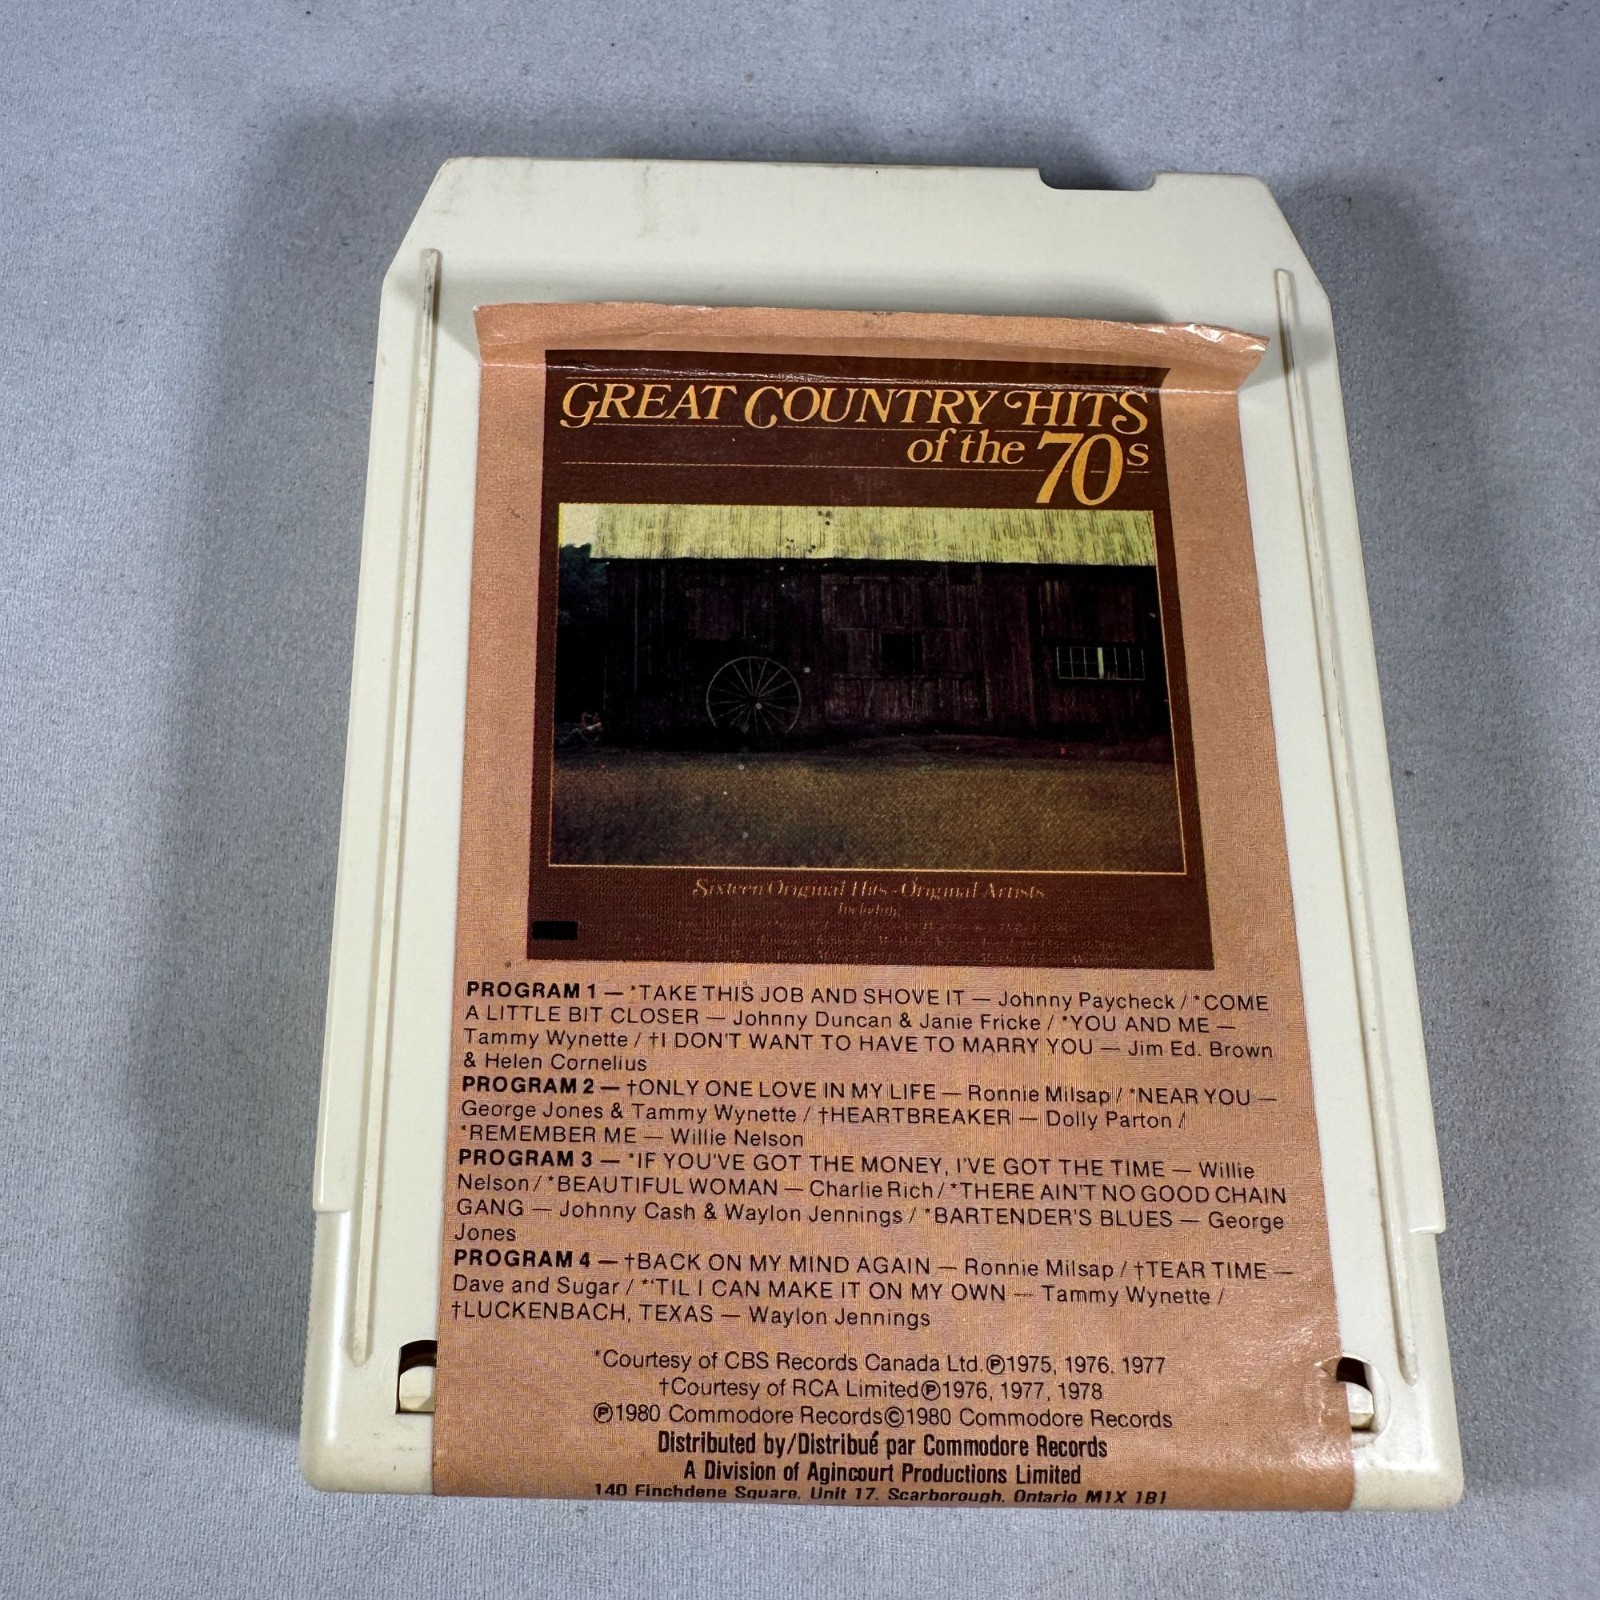 GREAT COUNTRY HITS
of the 70s
Sixteen Original Hits - Original Artists
Including
PROGRAM 1 — *TAKE THIS JOB AND SHOVE IT — Johnny Paycheck / *COME
A LITTLE BIT CLOSER — Johnny Duncan & Janie Fricke / *YOU AND ME —
Tammy Wynette / †I DON'T WANT TO HAVE TO MARRY YOU — Jim Ed. Brown
& Helen Cornelius
PROGRAM 2 — †ONLY ONE LOVE IN MY LIFE — Ronnie Milsap / *NEAR YOU —
George Jones & Tammy Wynette / †HEARTBREAKER — Dolly Parton /
*REMEMBER ME — Willie Nelson
PROGRAM 3 — *IF YOU'VE GOT THE MONEY, I'VE GOT THE TIME — Willie
Nelson / *BEAUTIFUL WOMAN — Charlie Rich / *THERE AIN'T NO GOOD CHAIN
GANG — Johnny Cash & Waylon Jennings / *BARTENDER'S BLUES — George
Jones
PROGRAM 4 — †BACK ON MY MIND AGAIN — Ronnie Milsap / †TEAR TIME —
Dave and Sugar / *'TIL I CAN MAKE IT ON MY OWN — Tammy Wynette /
†LUCKENBACH, TEXAS — Waylon Jennings
*Courtesy of CBS Records Canada Ltd. ℗1975, 1976. 1977
†Courtesy of RCA Limited ℗1976, 1977, 1978
℗1980 Commodore Records ©1980 Commodore Records
Distributed by/Distribué par Commodore Records
A Division of Agincourt Productions Limited
140 Finchdene Square, Unit 17, Scarborough, Ontario M1X 1B1